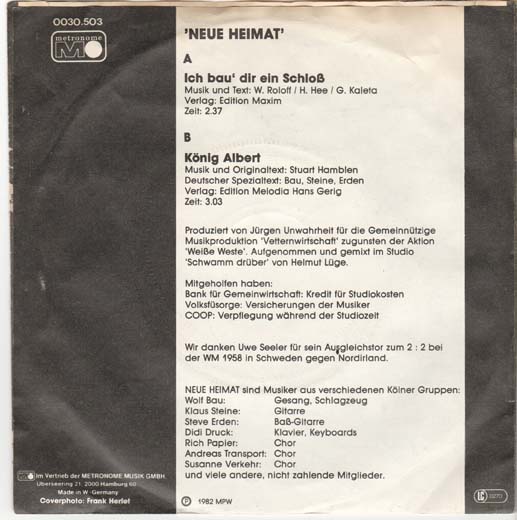 0030.503
metronome
'NEUE HEIMAT'
A
Ich bau' dir ein Schloß
Musik und Text: W. Roloff / H. Hee / G. Kaleta
Verlag: Edition Maxim
Zeit: 2.37
B
König Albert
Musik und Originaltext: Stuart Hamblen
Deutscher Spezialtext: Bau, Steine, Erden
Verlag: Edition Melodia Hans Gerig
Zeit: 3.03
Produziert von Jürgen Unwahrheit für die Gemeinnützige
Musikproduktion 'Vetternwirtschaft' zugunsten der Aktion
'Weiße Weste'. Aufgenommen und gemixt im Studio
'Schwamm drüber' von Helmut Lüge.
Mitgeholfen haben:
Bank für Gemeinwirtschaft: Kredit für Studiokosten
Volksfüsorge: Versicherungen der Musiker
COOP: Verpflegung während der Studiozeit
Wir danken Uwe Seeler für sein Ausgleichstor zum 2 : 2 bei
der WM 1958 in Schweden gegen Nordirland.
NEUE HEIMAT sind Musiker aus verschiedenen Kölner Gruppen:
Wolf Bau: Gesang, Schlagzeug
Klaus Steine: Gitarre
Steve Erden: Baß-Gitarre
Didi Druck: Klavier, Keyboards
Rich Papier: Chor
Andreas Transport: Chor
Susanne Verkehr: Chor
und viele andere, nicht zahlende Mitglieder.
im Vertrieb der METRONOME MUSIK GMBH
Überseering 21, 2000 Hamburg 60
Made in W.-Germany
Coverphoto: Frank Herlet
℗ 1982 MPW
LC 0270